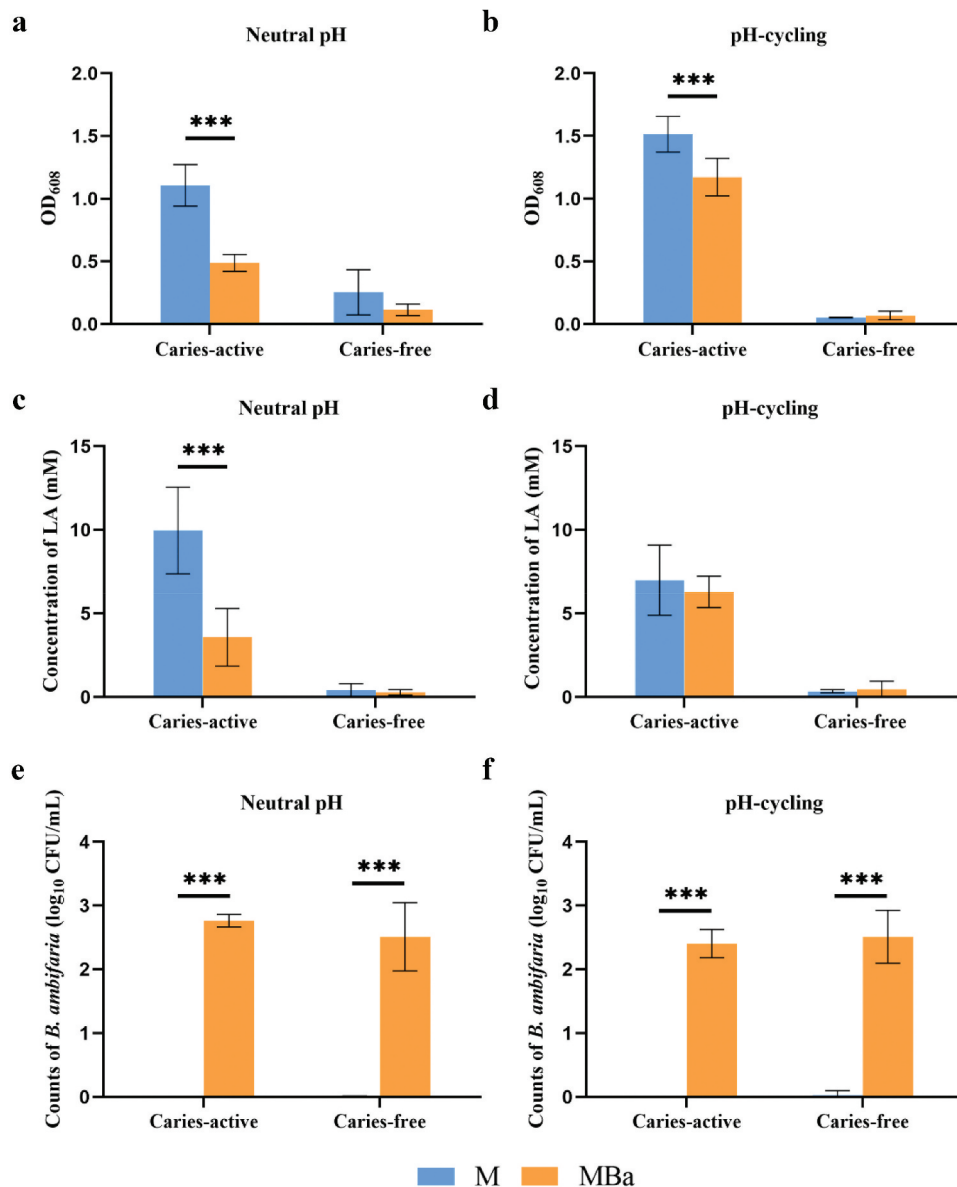 a
Neutral pH
2.0
1.5
1.0
0.5
0.0
OD608
***
Caries-active
Caries-free
b
pH-cycling
2.0
1.5
1.0
0.5
0.0
OD608
***
Caries-active
Caries-free
c
Neutral pH
15
10
5
0
Concentration of LA (mM)
***
Caries-active
Caries-free
d
pH-cycling
15
10
5
0
Concentration of LA (mM)
Caries-active
Caries-free
e
Neutral pH
4
3
2
1
0
Counts of B. ambifaria (log10 CFU/mL)
***
***
Caries-active
Caries-free
f
pH-cycling
4
3
2
1
0
Counts of B. ambifaria (log10 CFU/mL)
***
***
Caries-active
Caries-free
M
MBa